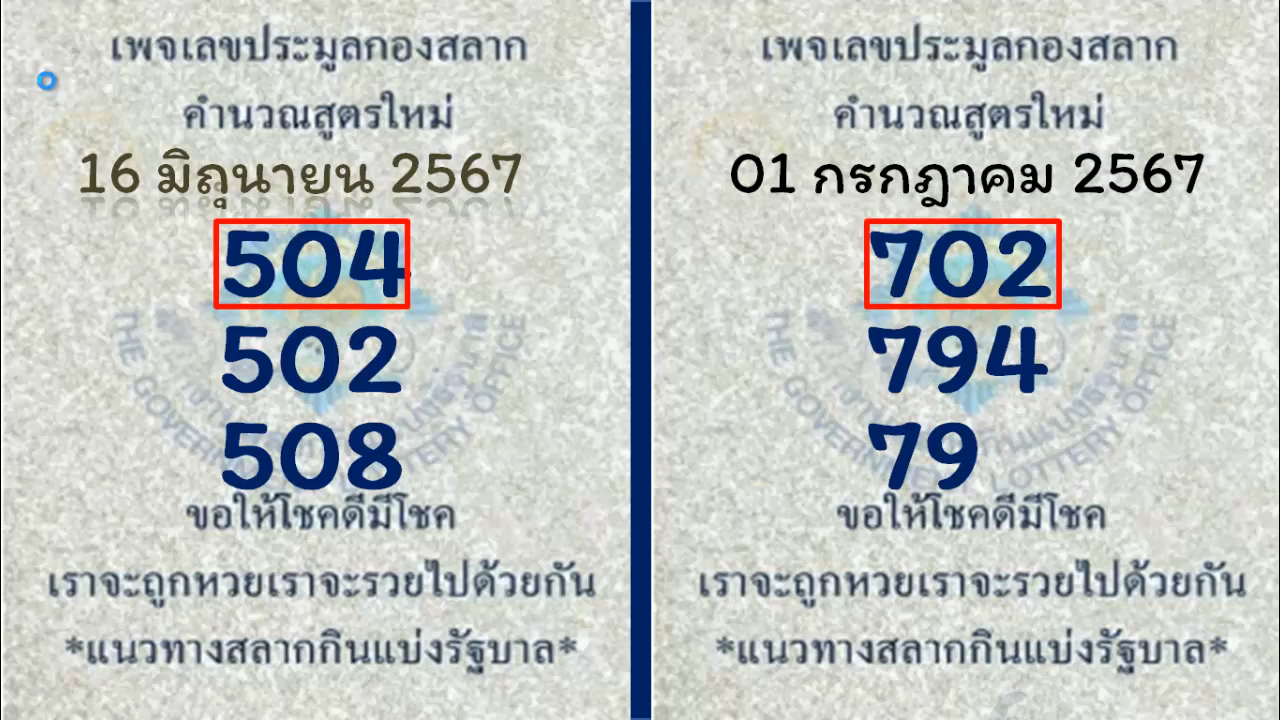 เพจเลขประมูลกองสลาก
คำนวณสูตรใหม่
16 มิถุนายน 2567
504
502
508
THE GOVERNMENT LOTTERY OFFICE
ขอให้โชคดีมีโชค
เราจะถูกหวยเราจะรวยไปด้วยกัน
*แนวทางสลากกินแบ่งรัฐบาล*
เพจเลขประมูลกองสลาก
คำนวณสูตรใหม่
01 กรกฎาคม 2567
702
794
79
THE GOVERNMENT LOTTERY OFFICE
ขอให้โชคดีมีโชค
เราจะถูกหวยเราจะรวยไปด้วยกัน
*แนวทางสลากกินแบ่งรัฐบาล*